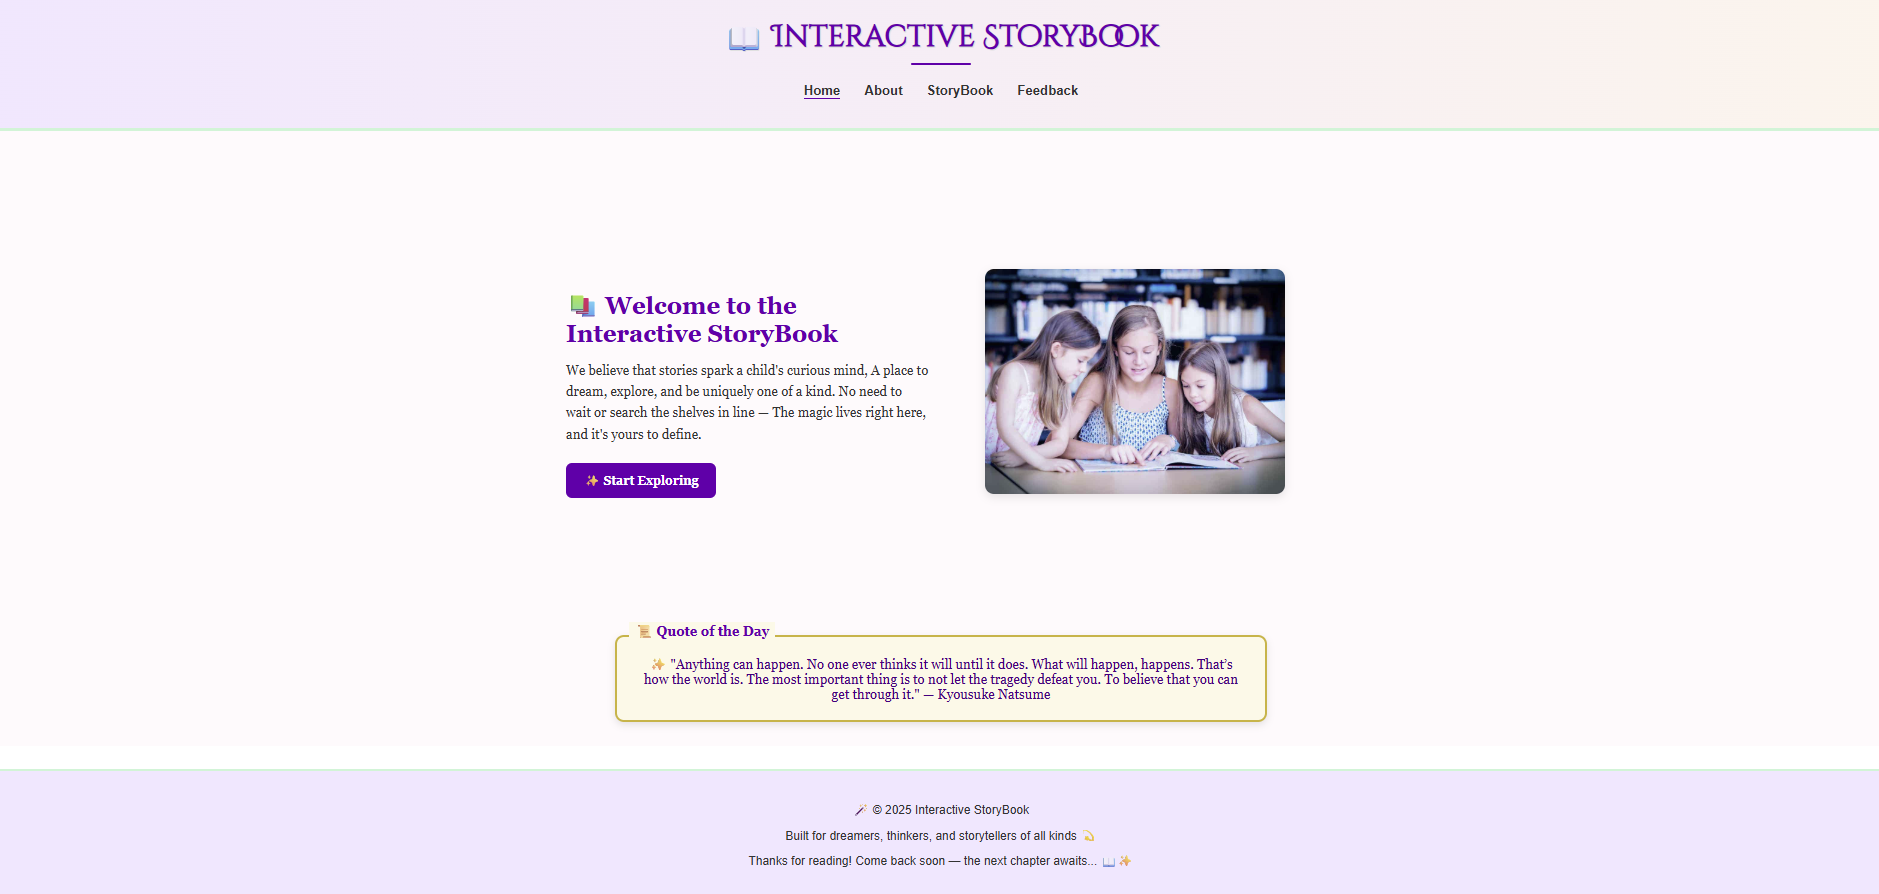 📖 Interactive StoryBook
Home About StoryBook Feedback
📚 Welcome to the
Interactive StoryBook
We believe that stories spark a child's curious mind, A place to
dream, explore, and be uniquely one of a kind. No need to
wait or search the shelves in line — The magic lives right here,
and it's yours to define.
✨ Start Exploring
📜 Quote of the Day
✨ "Anything can happen. No one ever thinks it will until it does. What will happen, happens. That’s
how the world is. The most important thing is to not let the tragedy defeat you. To believe that you can
get through it." — Kyousuke Natsume
🪄 © 2025 Interactive StoryBook
Built for dreamers, thinkers, and storytellers of all kinds 💫
Thanks for reading! Come back soon — the next chapter awaits... 📖✨